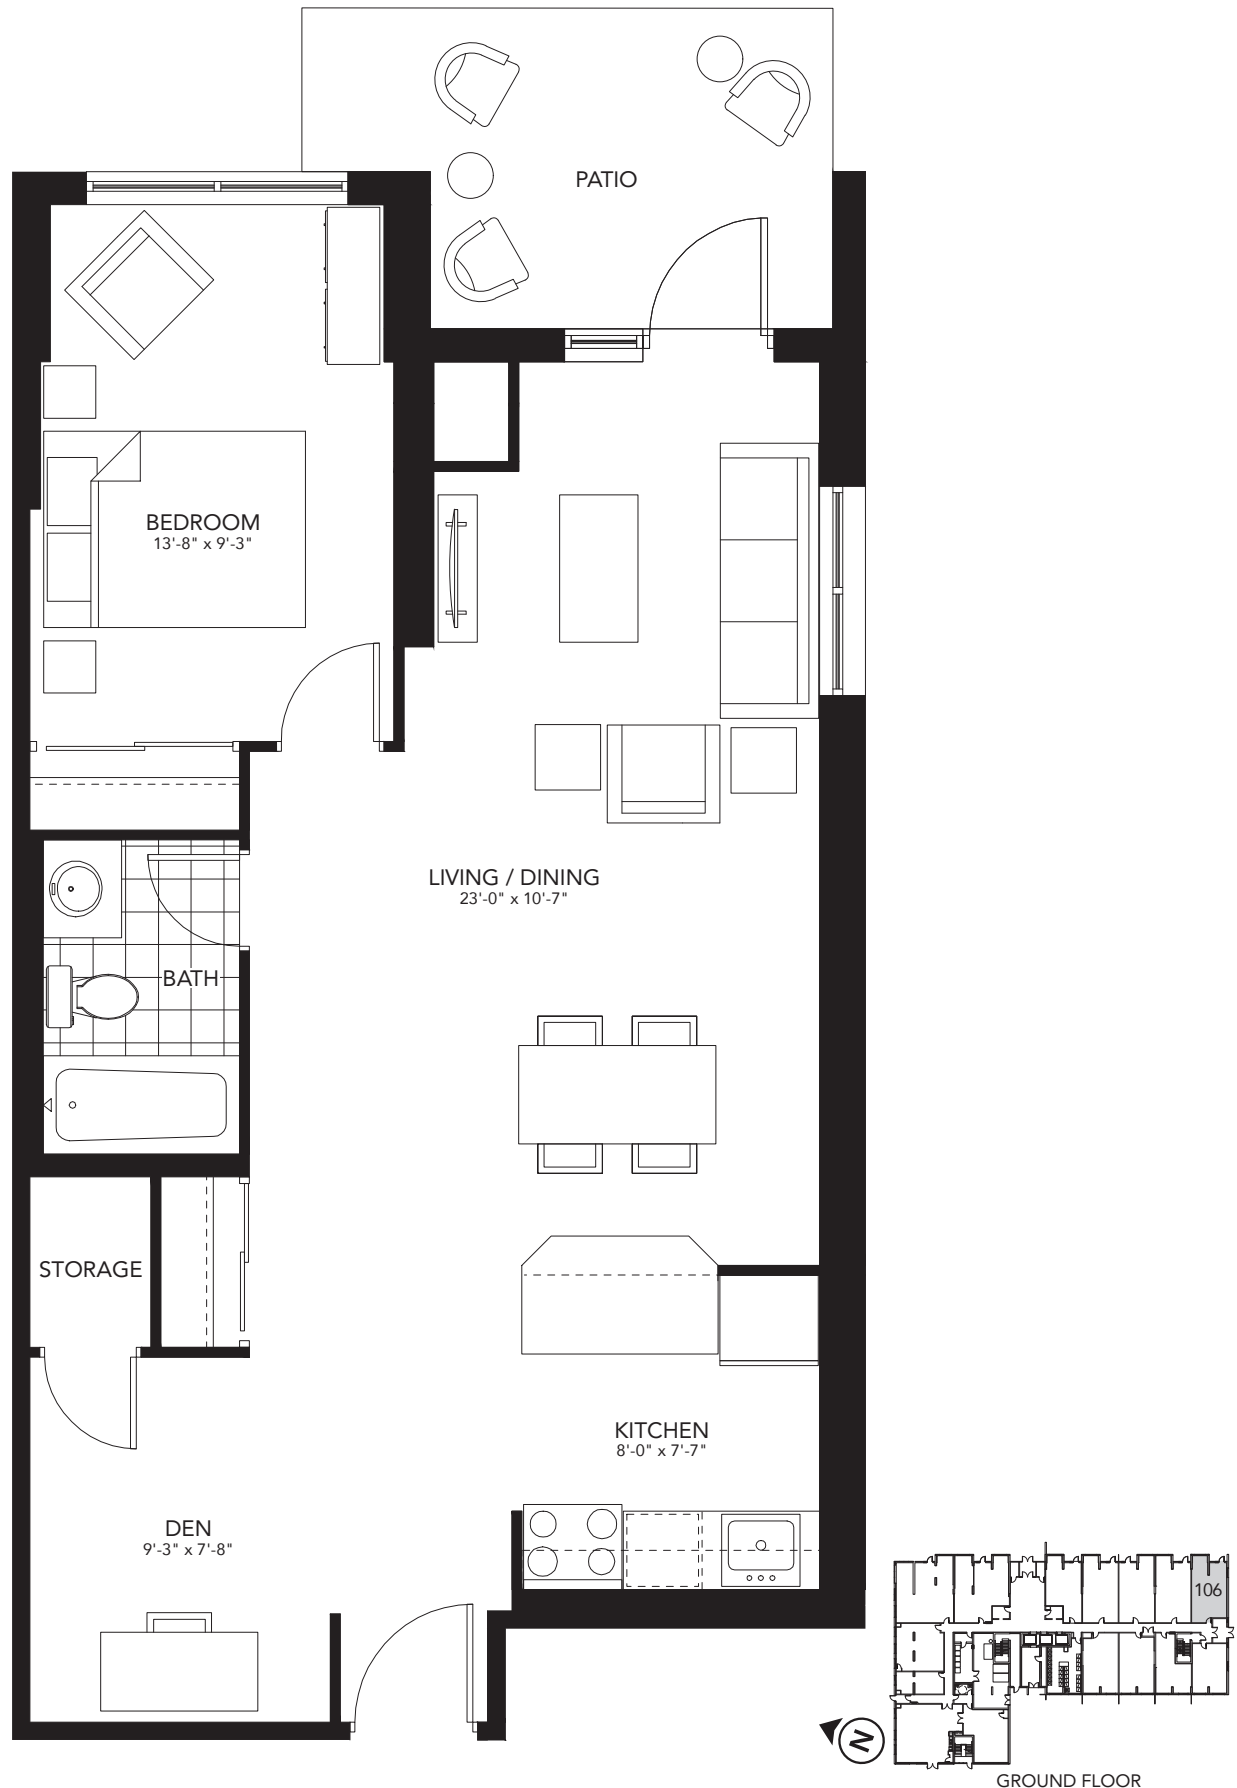 PATIO
BEDROOM
13'-8" x 9'-3"
LIVING / DINING
23'-0" x 10'-7"
BATH
STORAGE
KITCHEN
8'-0" x 7'-7"
DEN
9'-3" x 7'-8"
106
N
GROUND FLOOR